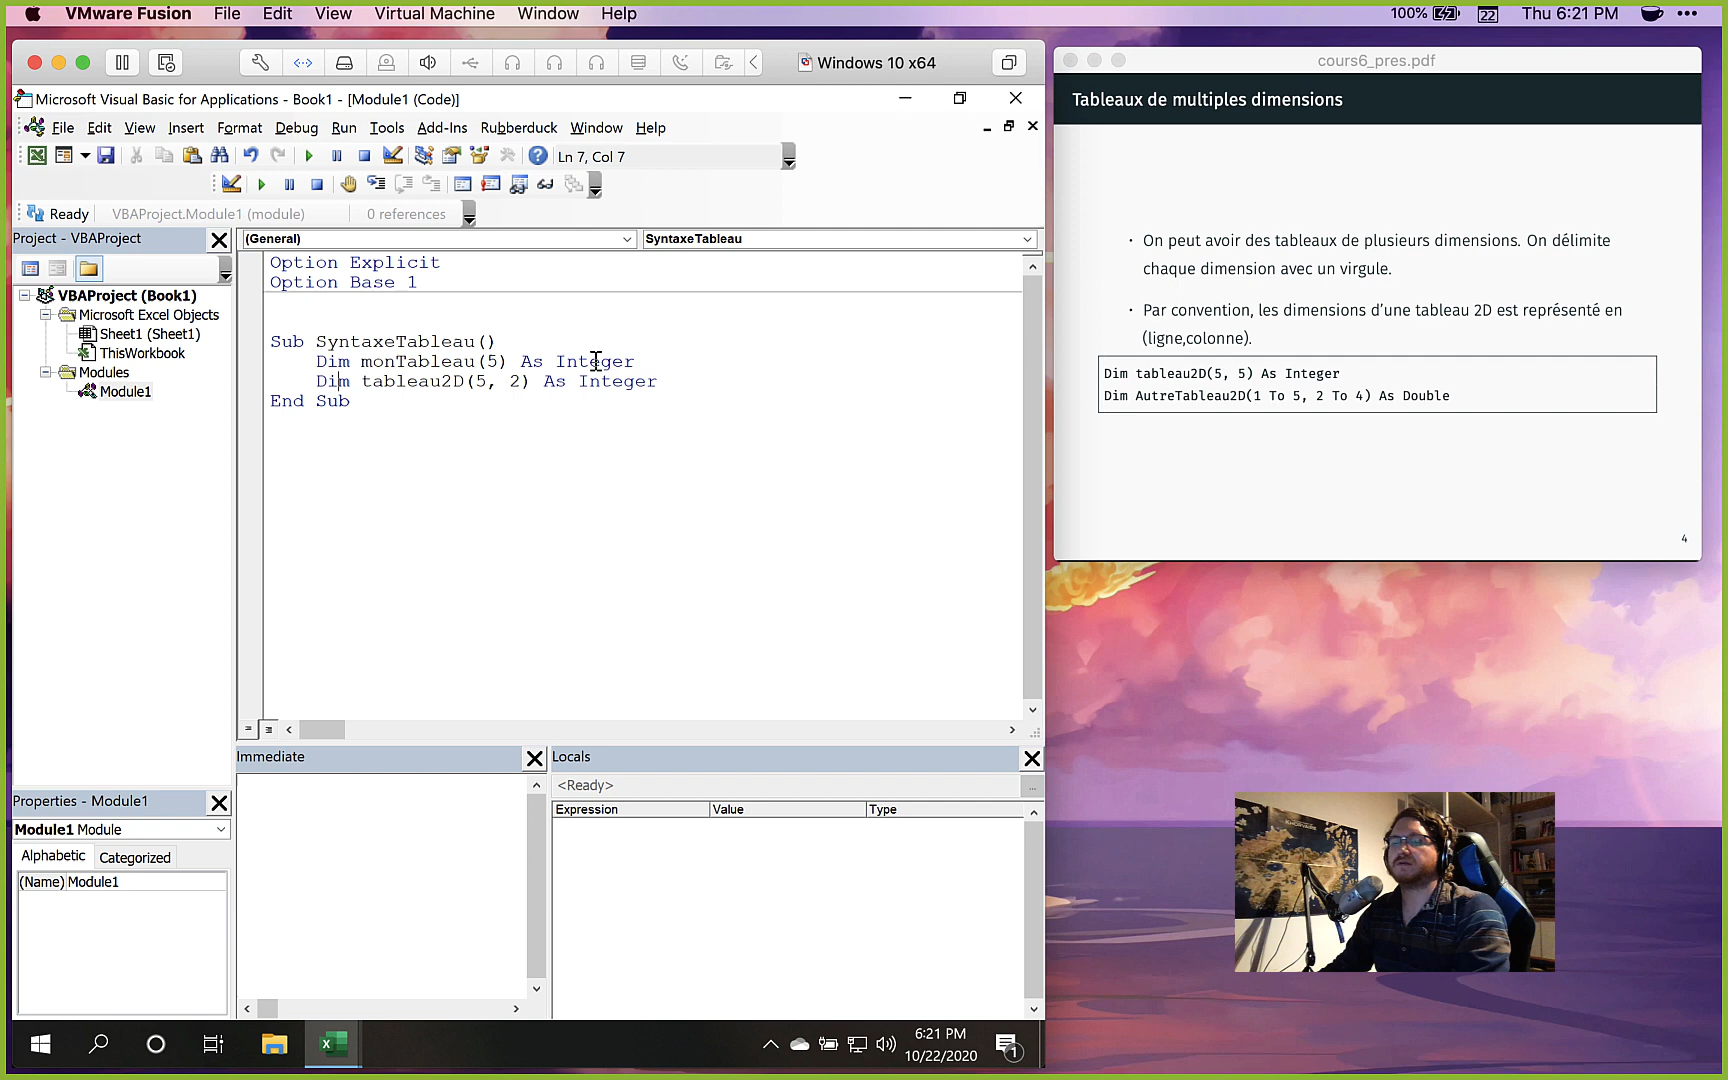 VMware Fusion File Edit View Virtual Machine Window Help
100% 22 Thu 6:21 PM
Windows 10 x64
Microsoft Visual Basic for Applications - Book1 - [Module1 (Code)]
File Edit View Insert Format Debug Run Tools Add-Ins Rubberduck Window Help
Ln 7, Col 7
Ready VBAProject.Module1 (module) 0 references
Project - VBAProject
VBAProject (Book1)
Microsoft Excel Objects
Sheet1 (Sheet1)
ThisWorkbook
Modules
Module1
(General) SyntaxeTableau
Option Explicit
Option Base 1
Sub SyntaxeTableau()
Dim monTableau(5) As Integer
Dim tableau2D(5, 2) As Integer
End Sub
Immediate
Locals
<Ready>
Expression Value Type
Properties - Module1
Module1 Module
Alphabetic Categorized
(Name) Module1
6:21 PM
10/22/2020
1
cours6_pres.pdf
Tableaux de multiples dimensions
• On peut avoir des tableaux de plusieurs dimensions. On délimite
chaque dimension avec un virgule.
• Par convention, les dimensions d'une tableau 2D est représenté en
(ligne,colonne).
Dim tableau2D(5, 5) As Integer
Dim AutreTableau2D(1 To 5, 2 To 4) As Double
4